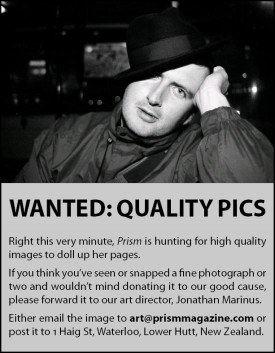 WANTED: QUALITY PICS
Right this very minute, Prism is hunting for high quality
images to doll up her pages.
If you think you've seen or snapped a fine photograph or
two and wouldn't mind donating it to our good cause,
please forward it to our art director, Jonathan Marinus.
Either email the image to art@prismmagazine.com or
post it to 1 Haig St, Waterloo, Lower Hutt, New Zealand.